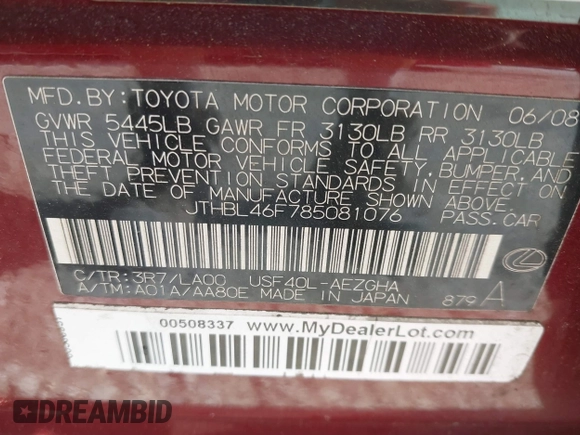 MFD.BY:TOYOTA MOTOR CORPORATION 06/08
GVWR 5445LB GAWR FR 3130LB RR 3130LB
THIS VEHICLE CONFORMS TO ALL APPLICABLE
FEDERAL MOTOR VEHICLE SAFETY, BUMPER, AND
THEFT PREVENTION STANDARDS IN EFFECT ON
THE DATE OF MANUFACTURE SHOWN ABOVE.
JTHBL46F785081076 PASS.CAR
C/TR:3R7/LA00 USF40L-AEZGHA
A/TM:A01A/AA80E MADE IN JAPAN 879A
00508337 www.MyDealerLot.com
DREAMBID